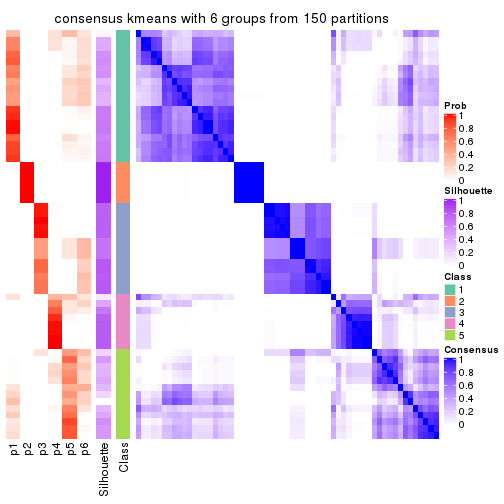 consensus kmeans with 6 groups from 150 partitions
Prob
1
0.8
0.6
0.4
0.2
0
Silhouette
1
0.8
0.6
0.4
0.2
0
Class
1
2
3
4
5
Consensus
1
0.8
0.6
0.4
0.2
0
p1
p2
p3
p4
p5
p6
Silhouette
Class